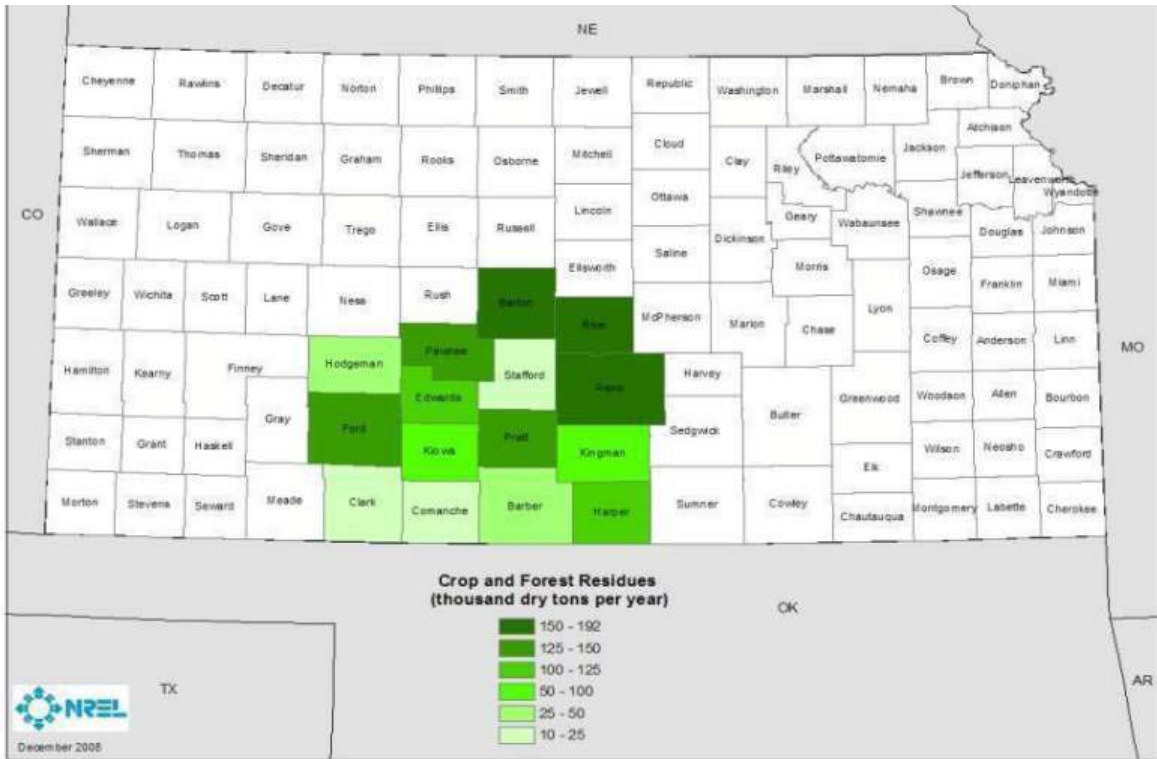 NE
Cheyenne
Rawlins
Decatur
Norton
Phillips
Smith
Jewell
Republic
Washington
Marshall
Nemaha
Brown
Doniphan
Atchison
Sherman
Thomas
Sheridan
Graham
Rooks
Osborne
Mitchell
Cloud
Clay
Riley
Pottawatomie
Jackson
Jefferson
Leavenworth
Wyandotte
CO
Wallace
Logan
Gove
Trego
Ellis
Russell
Lincoln
Ottawa
Saline
Dickinson
Geary
Wabaunsee
Shawnee
Douglas
Johnson
Ellsworth
Morris
Osage
Franklin
Miami
Greeley
Wichita
Scott
Lane
Ness
Rush
Barton
Rice
McPherson
Marion
Chase
Lyon
Coffey
Anderson
Linn
MO
Hamilton
Kearny
Finney
Hodgeman
Pawnee
Stafford
Reno
Harvey
Gray
Ford
Edwards
Pratt
Sedgwick
Butler
Greenwood
Woodson
Allen
Bourbon
Stanton
Grant
Haskell
Kiowa
Kingman
Elk
Wilson
Neosho
Crawford
Morton
Stevens
Seward
Meade
Clark
Comanche
Barber
Harper
Sumner
Cowley
Chautauqua
Montgomery
Labette
Cherokee
Crop and Forest Residues
(thousand dry tons per year)
150 - 192
125 - 150
100 - 125
50 - 100
25 - 50
10 - 25
OK
TX
AR
NREL
December 2008